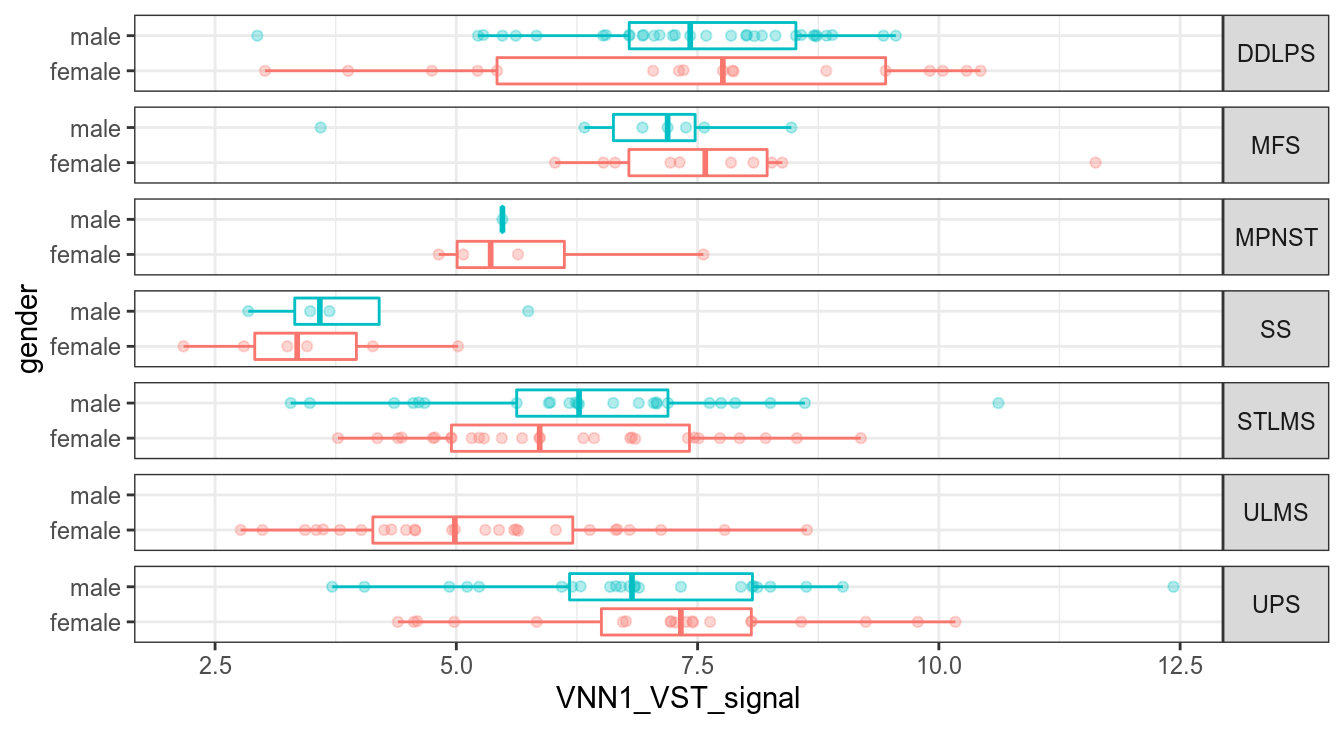 male
female
DDLPS
male
female
MFS
male
female
MPNST
male
female
SS
male
female
STLMS
male
female
ULMS
male
female
UPS
gender
2.5 5.0 7.5 10.0 12.5
VNN1_VST_signal